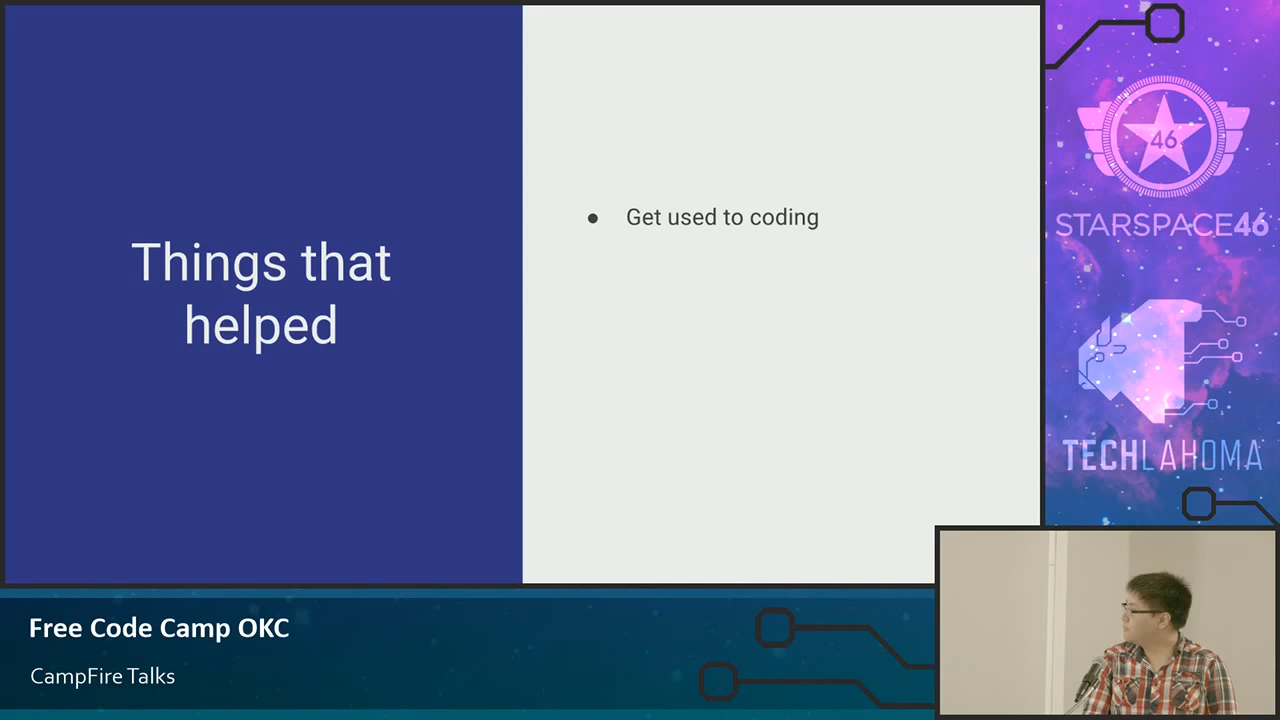 Things that
helped
● Get used to coding
46
STARSPACE46
TECHLAHOMA
Free Code Camp OKC
CampFire Talks